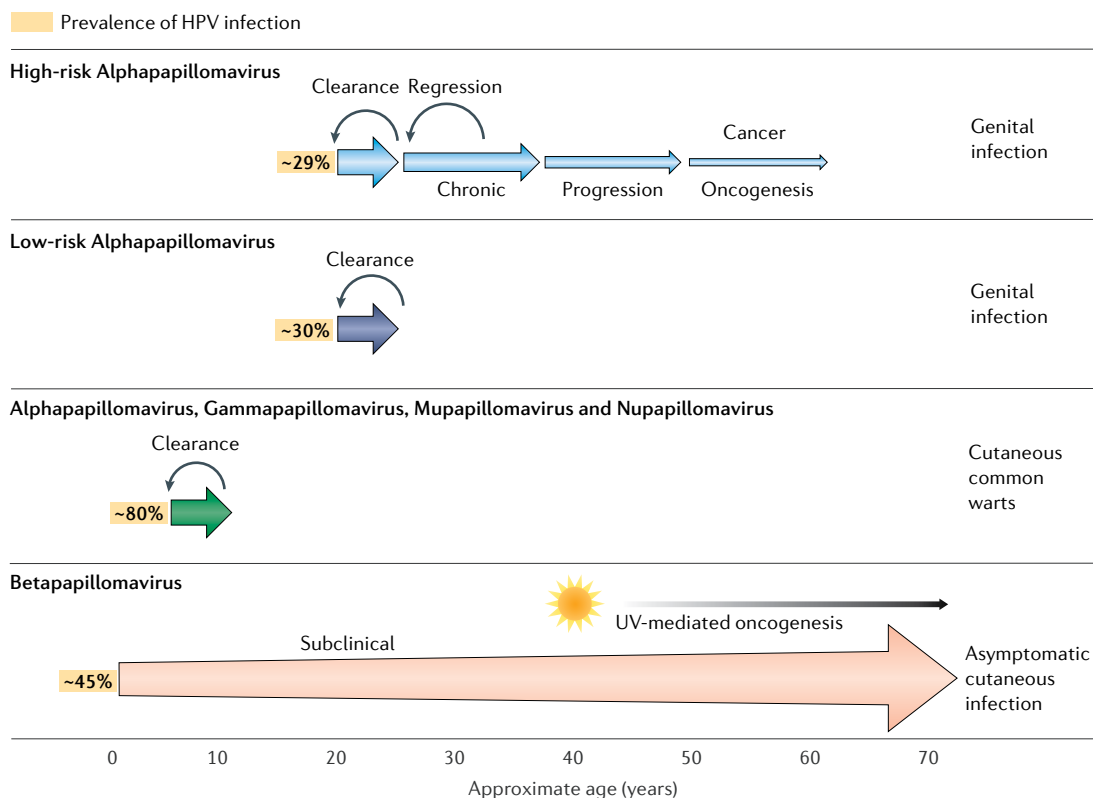 Prevalence of HPV infection
High-risk Alphapapillomavirus
Clearance
Regression
Cancer
Genital
infection
~29%
Chronic
Progression
Oncogenesis
Low-risk Alphapapillomavirus
Clearance
Genital
infection
~30%
Alphapapillomavirus, Gammapapillomavirus, Mupapillomavirus and Nupapillomavirus
Clearance
Cutaneous
common
warts
~80%
Betapapillomavirus
UV-mediated oncogenesis
Subclinical
Asymptomatic
cutaneous
infection
~45%
0 10 20 30 40 50 60 70
Approximate age (years)